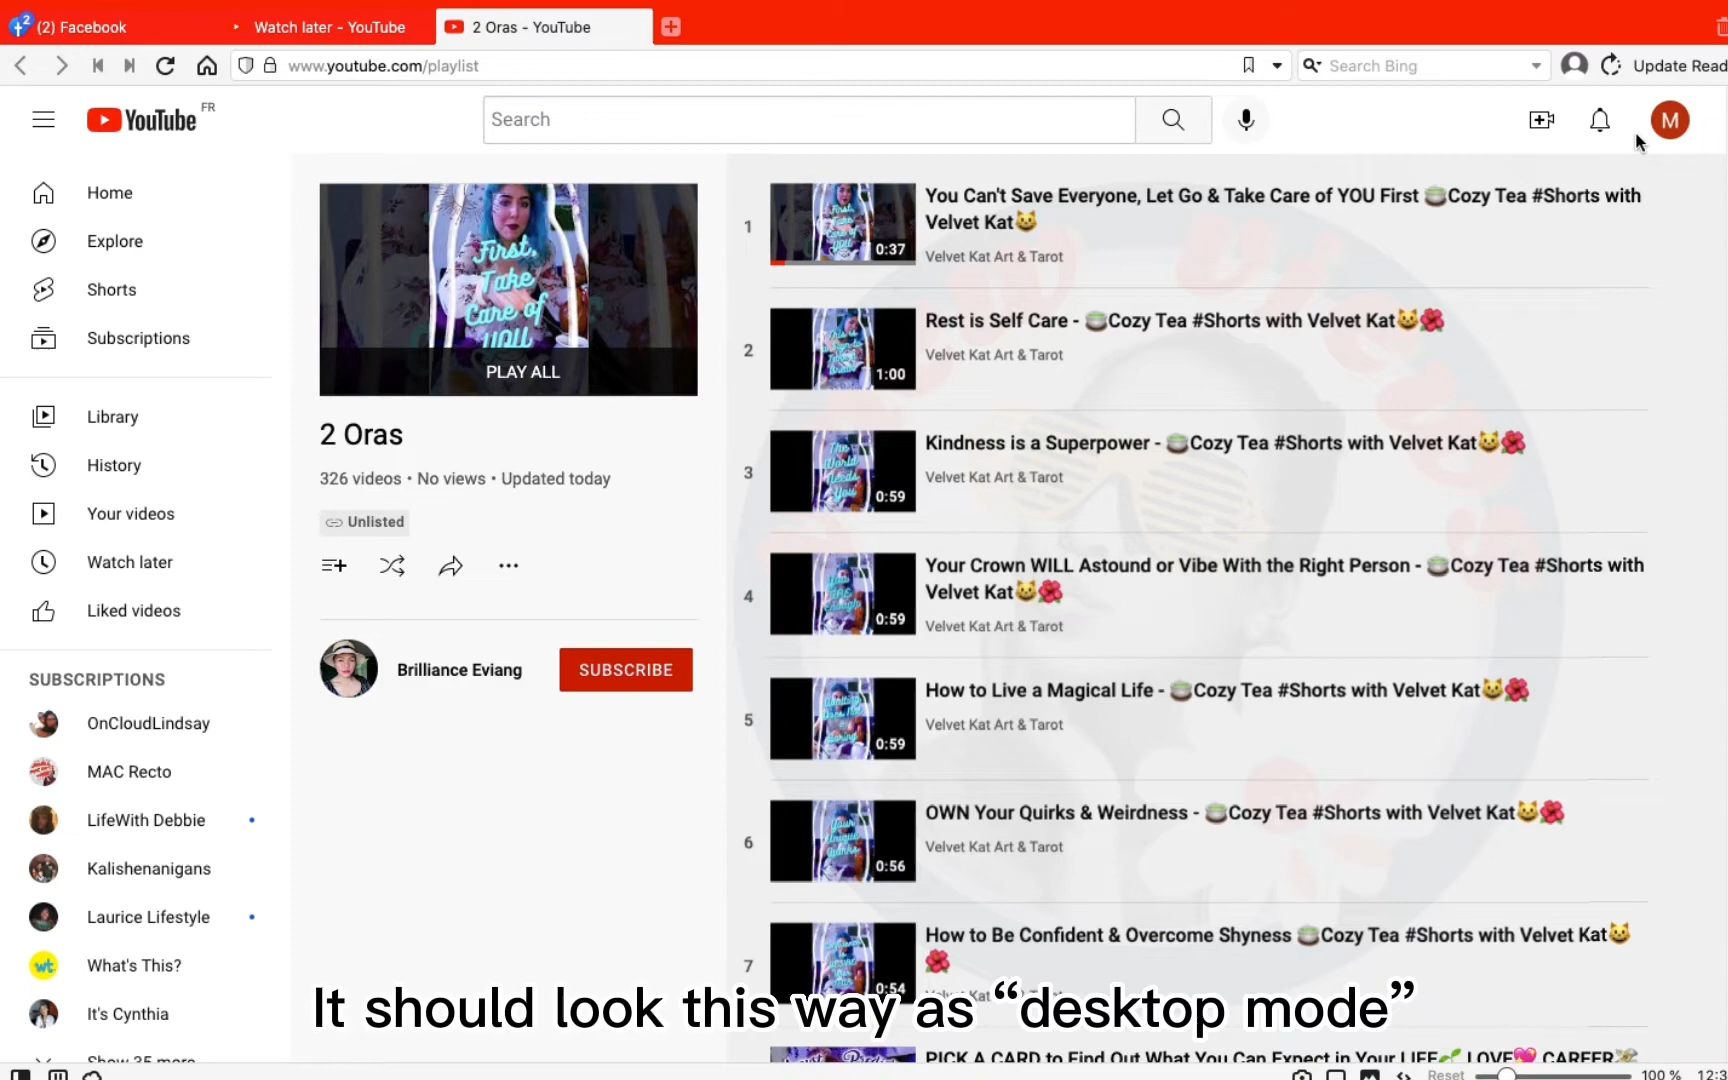 (2) Facebook
Watch later - YouTube
2 Oras - YouTube
www.youtube.com/playlist
Search Bing
Update Read
YouTube FR
Search
M
Home
Explore
Shorts
Subscriptions
Library
History
Your videos
Watch later
Liked videos
SUBSCRIPTIONS
OnCloudLindsay
MAC Recto
LifeWith Debbie
Kalishenanigans
Laurice Lifestyle
What's This?
It's Cynthia
Show 35 more
First,
Take
Care of
YOU
PLAY ALL
2 Oras
326 videos • No views • Updated today
Unlisted
Brilliance Eviang
SUBSCRIBE
1
0:37
You Can't Save Everyone, Let Go & Take Care of YOU First 🍵Cozy Tea #Shorts with
Velvet Kat😺
Velvet Kat Art & Tarot
2
1:00
Rest is Self Care - 🍵Cozy Tea #Shorts with Velvet Kat😺🌺
Velvet Kat Art & Tarot
3
0:59
Kindness is a Superpower - 🍵Cozy Tea #Shorts with Velvet Kat😺🌺
Velvet Kat Art & Tarot
4
0:59
Your Crown WILL Astound or Vibe With the Right Person - 🍵Cozy Tea #Shorts with
Velvet Kat😺🌺
Velvet Kat Art & Tarot
5
0:59
How to Live a Magical Life - 🍵Cozy Tea #Shorts with Velvet Kat😺🌺
Velvet Kat Art & Tarot
6
0:56
OWN Your Quirks & Weirdness - 🍵Cozy Tea #Shorts with Velvet Kat😺🌺
Velvet Kat Art & Tarot
7
0:54
How to Be Confident & Overcome Shyness 🍵Cozy Tea #Shorts with Velvet Kat😺
🌺
It should look this way as “desktop mode”
PICK A CARD to Find Out What You Can Expect in Your LIFE🌱 LOVE💖 CAREER
Reset
100 %
12:3